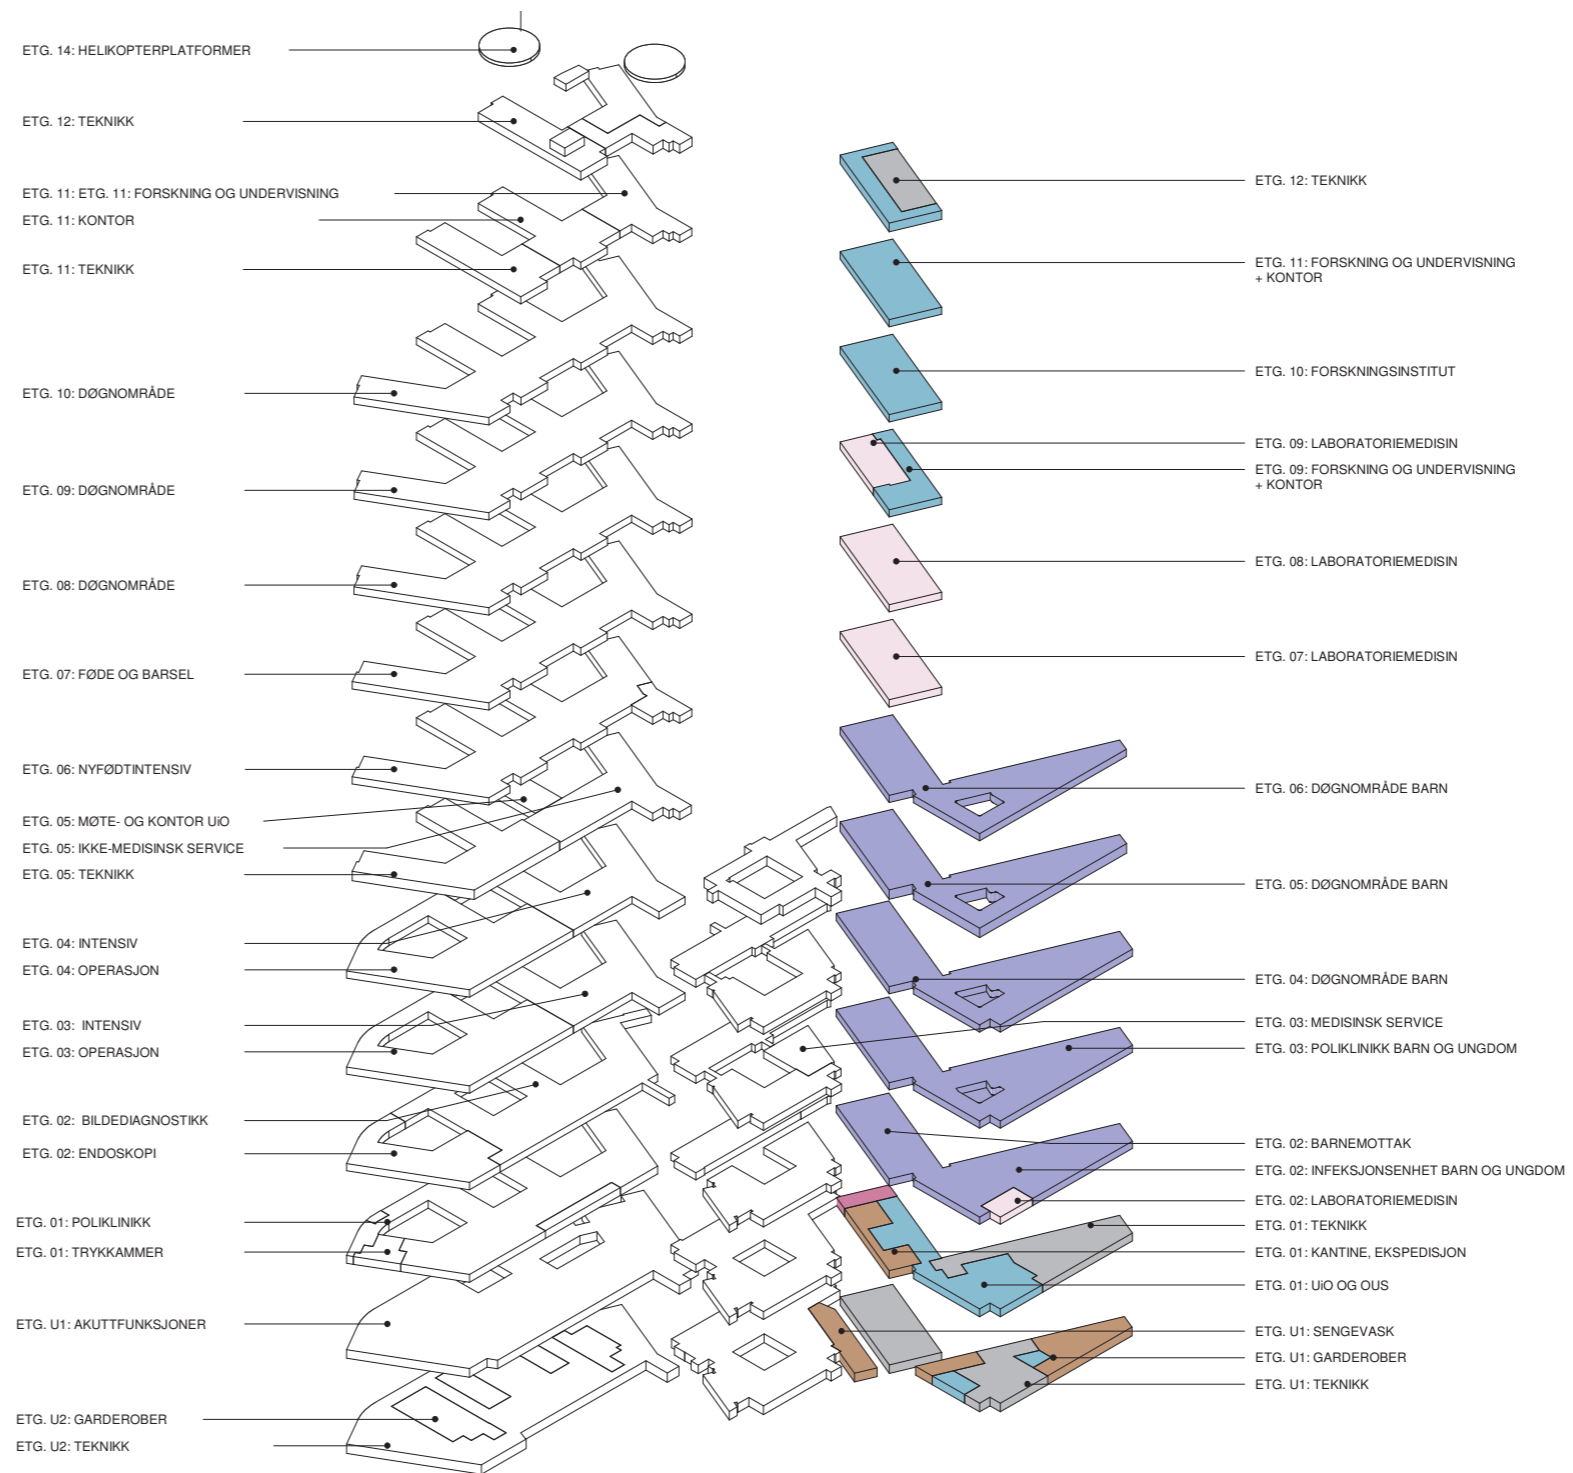 ETG. 14: HELIKOPTERPLATFORMER
ETG. 12: TEKNIKK
ETG. 11: ETG. 11: FORSKNING OG UNDERVISNING
ETG. 11: KONTOR
ETG. 11: TEKNIKK
ETG. 10: DØGNOMRÅDE
ETG. 09: DØGNOMRÅDE
ETG. 08: DØGNOMRÅDE
ETG. 07: FØDE OG BARSEL
ETG. 06: NYFØDTINTENSIV
ETG. 05: MØTE- OG KONTOR UiO
ETG. 05: IKKE-MEDISINSK SERVICE
ETG. 05: TEKNIKK
ETG. 04: INTENSIV
ETG. 04: OPERASJON
ETG. 03: INTENSIV
ETG. 03: OPERASJON
ETG. 02: BILDEDIAGNOSTIKK
ETG. 02: ENDOSKOPI
ETG. 01: POLIKLINIKK
ETG. 01: TRYKKAMMER
ETG. U1: AKUTTFUNKSJONER
ETG. U2: GARDEROBER
ETG. U2: TEKNIKK
ETG. 12: TEKNIKK
ETG. 11: FORSKNING OG UNDERVISNING
+ KONTOR
ETG. 10: FORSKNINGSINSTITUT
ETG. 09: LABORATORIEMEDISIN
ETG. 09: FORSKNING OG UNDERVISNING
+ KONTOR
ETG. 08: LABORATORIEMEDISIN
ETG. 07: LABORATORIEMEDISIN
ETG. 06: DØGNOMRÅDE BARN
ETG. 05: DØGNOMRÅDE BARN
ETG. 04: DØGNOMRÅDE BARN
ETG. 03: MEDISINSK SERVICE
ETG. 03: POLIKLINIKK BARN OG UNGDOM
ETG. 02: BARNEMOTTAK
ETG. 02: INFEKSJONSENHET BARN OG UNGDOM
ETG. 02: LABORATORIEMEDISIN
ETG. 01: TEKNIKK
ETG. 01: KANTINE, EKSPEDISJON
ETG. 01: UiO OG OUS
ETG. U1: SENGEVASK
ETG. U1: GARDEROBER
ETG. U1: TEKNIKK